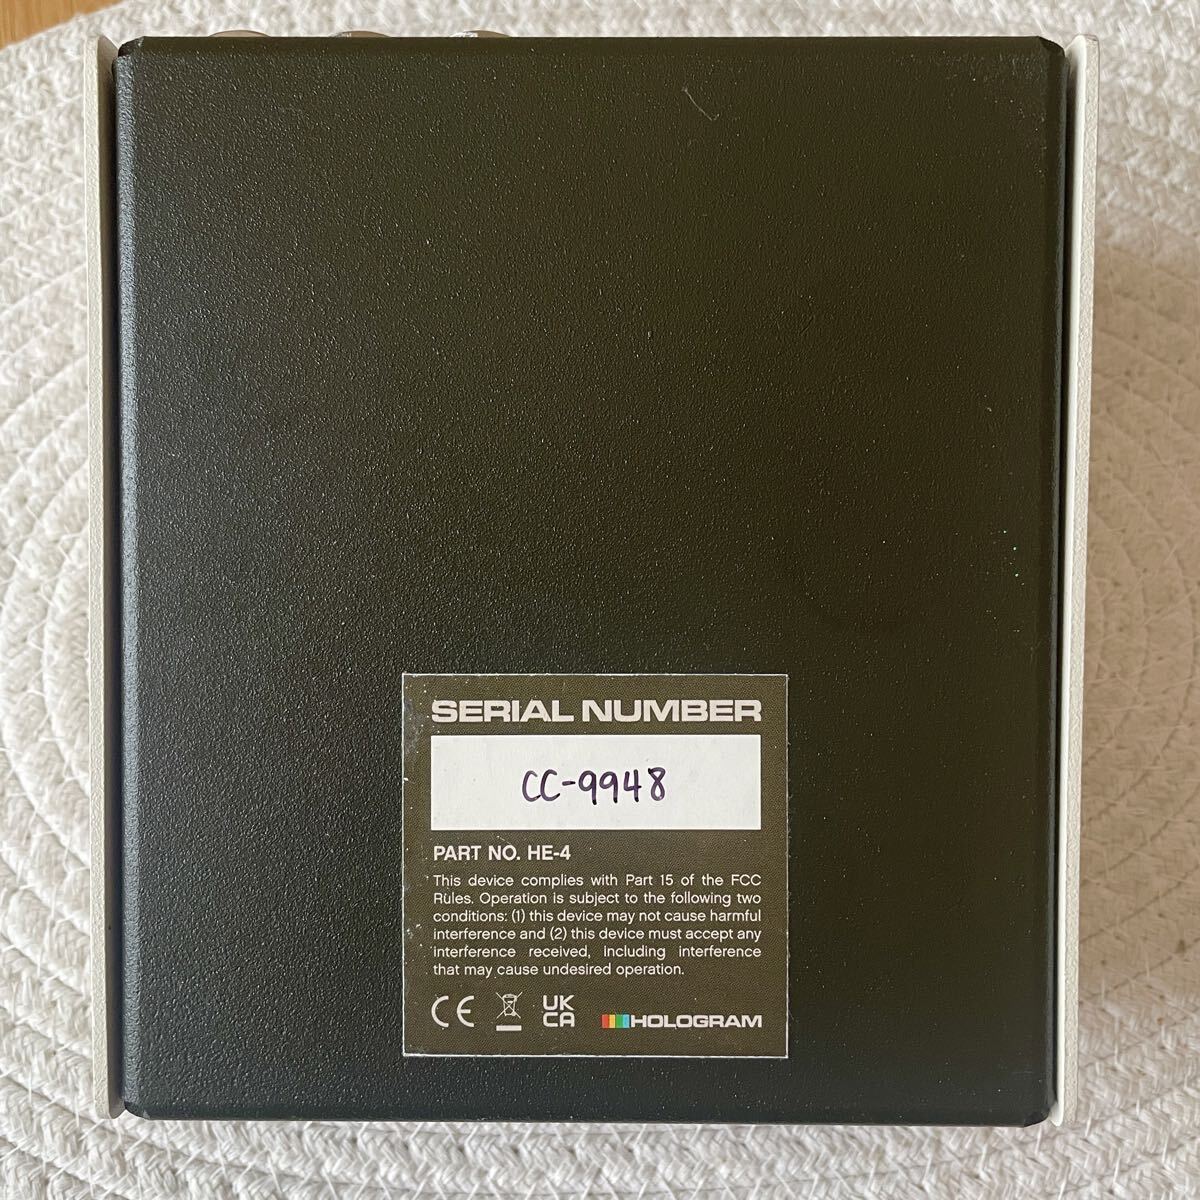 SERIAL NUMBER
CC-9948
PART NO. HE-4
This device complies with Part 15 of the FCC
Rules. Operation is subject to the following two
conditions: (1) this device may not cause harmful
interference and (2) this device must accept any
interference received, including interference
that may cause undesired operation.
CE UK
CA HOLOGRAM